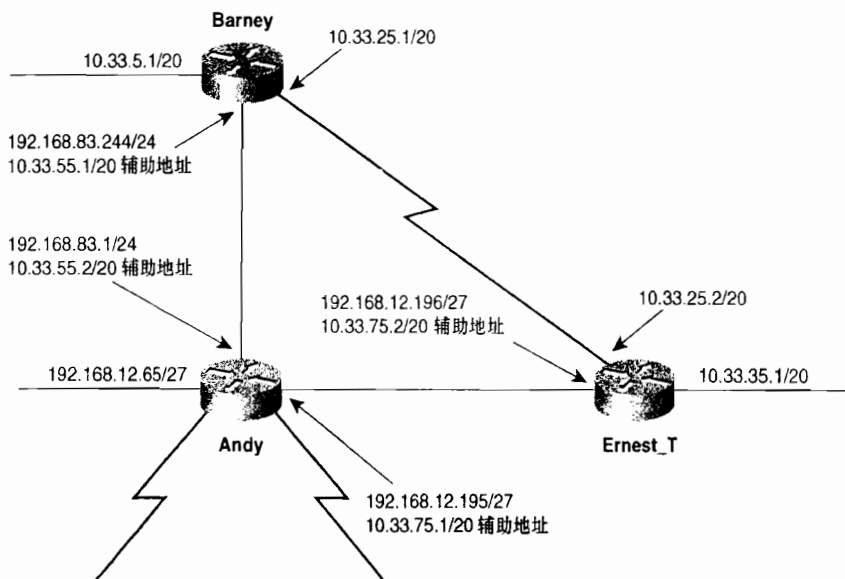 Barney
10.33.25.1/20
10.33.5.1/20
192.168.83.244/24
10.33.55.1/20 辅助地址
192.168.83.1/24
10.33.55.2/20 辅助地址
192.168.12.196/27
10.33.75.2/20 辅助地址
10.33.25.2/20
192.168.12.65/27
10.33.35.1/20
Andy
Ernest_T
192.168.12.195/27
10.33.75.1/20 辅助地址